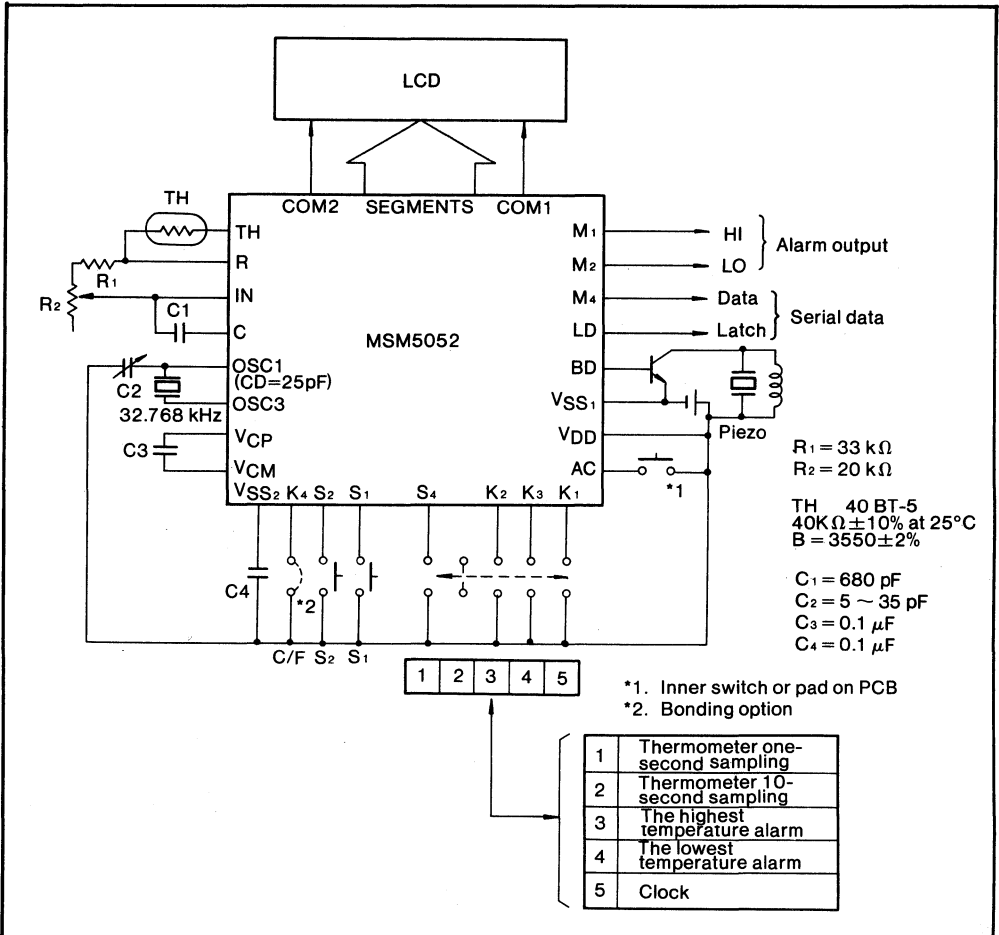 LCD
COM2 SEGMENTS COM1
TH
TH
R
R1
R2
IN
C1
C
MSM5052
M1
HI
M2
LO
Alarm output
M4
Data
LD
Latch
Serial data
OSC1
(CD=25pF)
C2
OSC3
32.768 kHz
BD
VSS1
Piezo
VDD
C3
VCP
VCM
AC
*1
VSS2 K4 S2 S1 S4 K2 K3 K1
C4
*2
C/F S2 S1
R1 = 33 kΩ
R2 = 20 kΩ
TH 40 BT-5
40KΩ±10% at 25°C
B = 3550±2%
C1 = 680 pF
C2 = 5 ~ 35 pF
C3 = 0.1 μF
C4 = 0.1 μF
1 2 3 4 5
*1. Inner switch or pad on PCB
*2. Bonding option
1 Thermometer one-
second sampling
2 Thermometer 10-
second sampling
3 The highest
temperature alarm
4 The lowest
temperature alarm
5 Clock